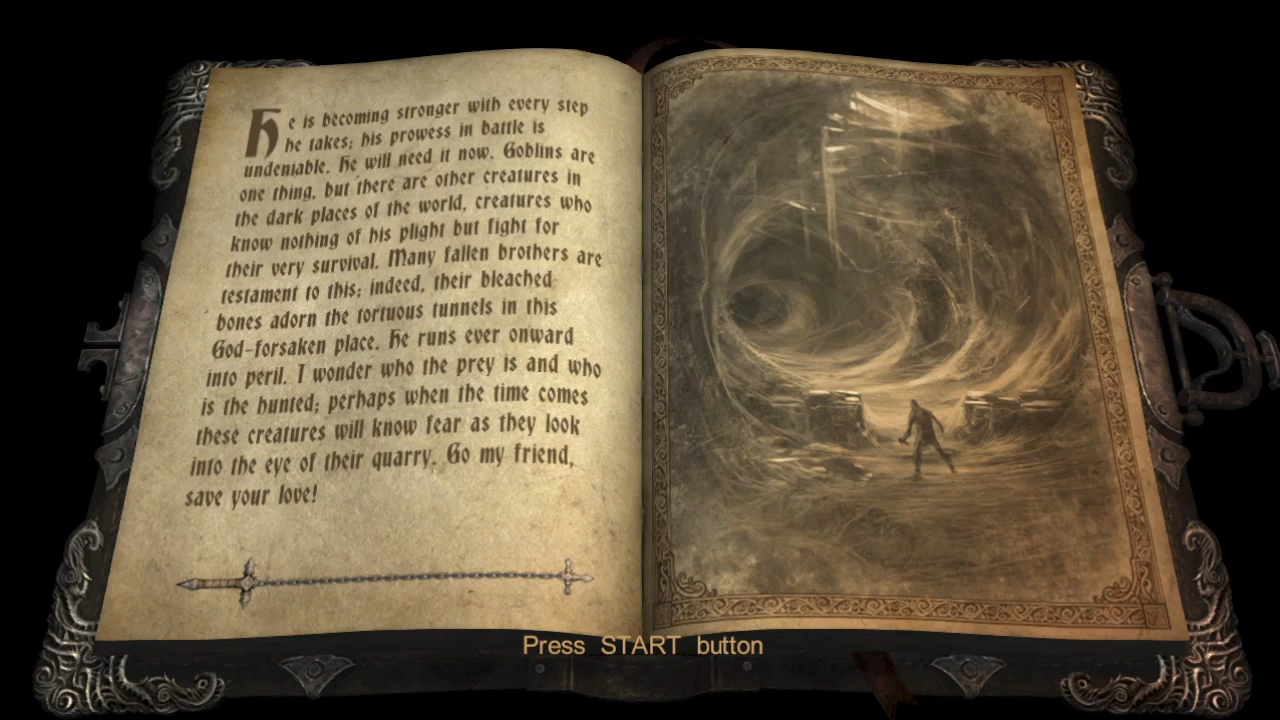 He is becoming stronger with every step
he takes; his prowess in battle is
undeniable. He will need it now. Goblins are
one thing, but there are other creatures in
the dark places of the world, creatures who
know nothing of his plight but fight for
their very survival. Many fallen brothers are
testament to this; indeed, their bleached
bones adorn the tortuous tunnels in this
God-forsaken place. He runs ever onward
into peril. I wonder who the prey is and who
is the hunted; perhaps when the time comes
these creatures will know fear as they look
into the eye of their quarry. Go my friend,
save your love!
Press START button